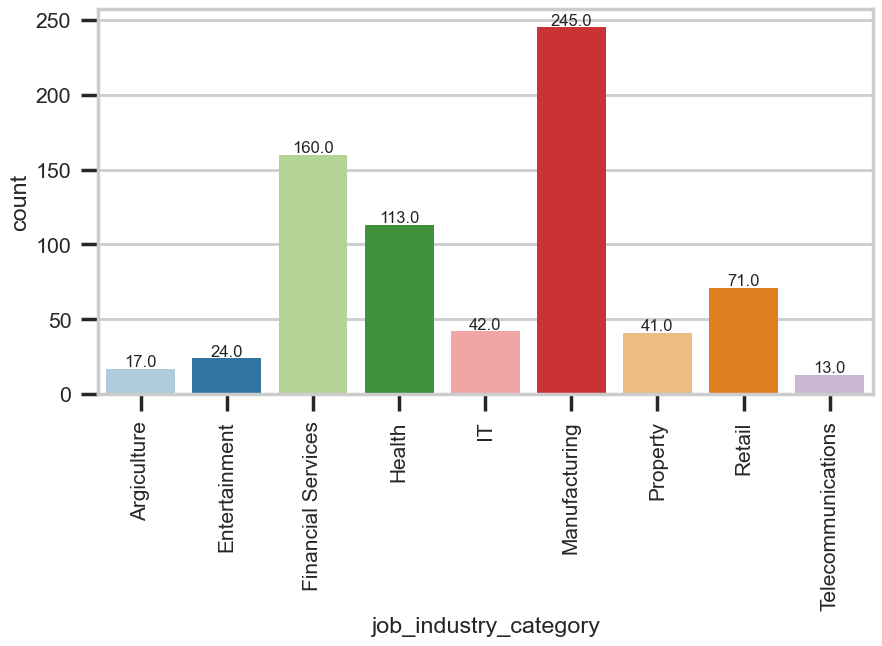 250
200
150
100
50
0
count
17.0
24.0
160.0
113.0
42.0
245.0
41.0
71.0
13.0
Argiculture
Entertainment
Financial Services
Health
IT
Manufacturing
Property
Retail
Telecommunications
job_industry_category